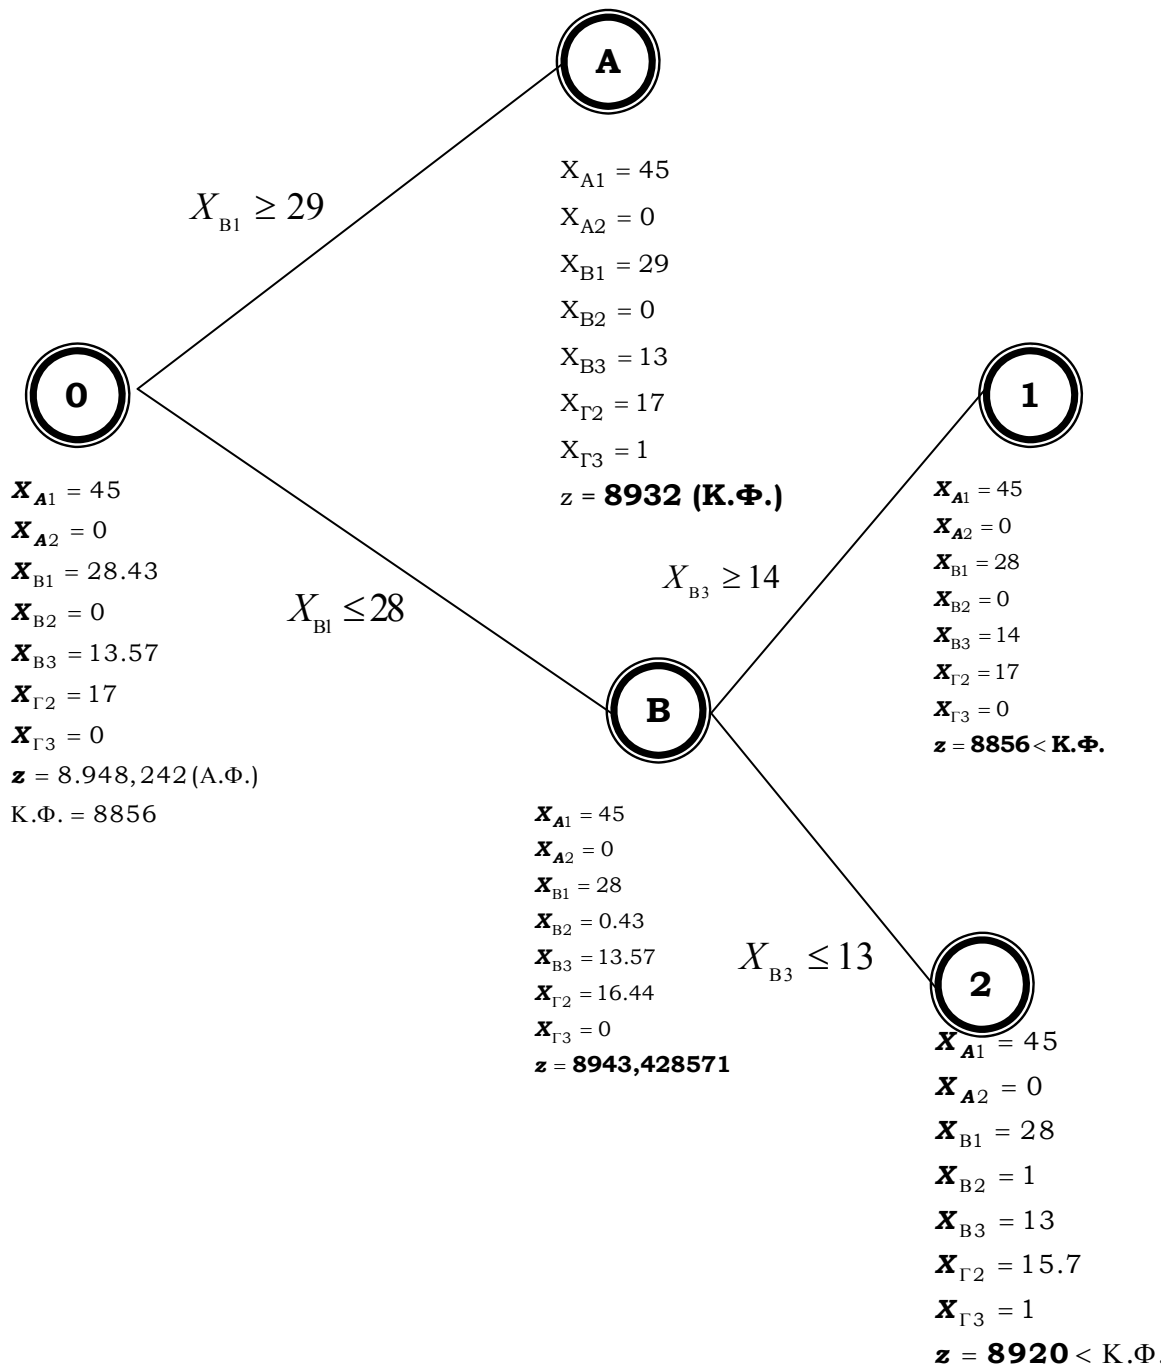 A
X_A1 = 45
X_A2 = 0
X_B1 = 29
X_B2 = 0
X_B3 = 13
X_Γ2 = 17
X_Γ3 = 1
z = 8932 (Κ.Φ.)
X_B1 ≥ 29
0
X_A1 = 45
X_A2 = 0
X_B1 = 28.43
X_B2 = 0
X_B3 = 13.57
X_Γ2 = 17
X_Γ3 = 0
z = 8.948,242 (Α.Φ.)
Κ.Φ. = 8856
X_B1 ≤ 28
B
X_A1 = 45
X_A2 = 0
X_B1 = 28
X_B2 = 0.43
X_B3 = 13.57
X_Γ2 = 16.44
X_Γ3 = 0
z = 8943,428571
X_B3 ≥ 14
1
X_A1 = 45
X_A2 = 0
X_B1 = 28
X_B2 = 0
X_B3 = 14
X_Γ2 = 17
X_Γ3 = 0
z = 8856 < Κ.Φ.
X_B3 ≤ 13
2
X_A1 = 45
X_A2 = 0
X_B1 = 28
X_B2 = 1
X_B3 = 13
X_Γ2 = 15.7
X_Γ3 = 1
z = 8920 < Κ.Φ.